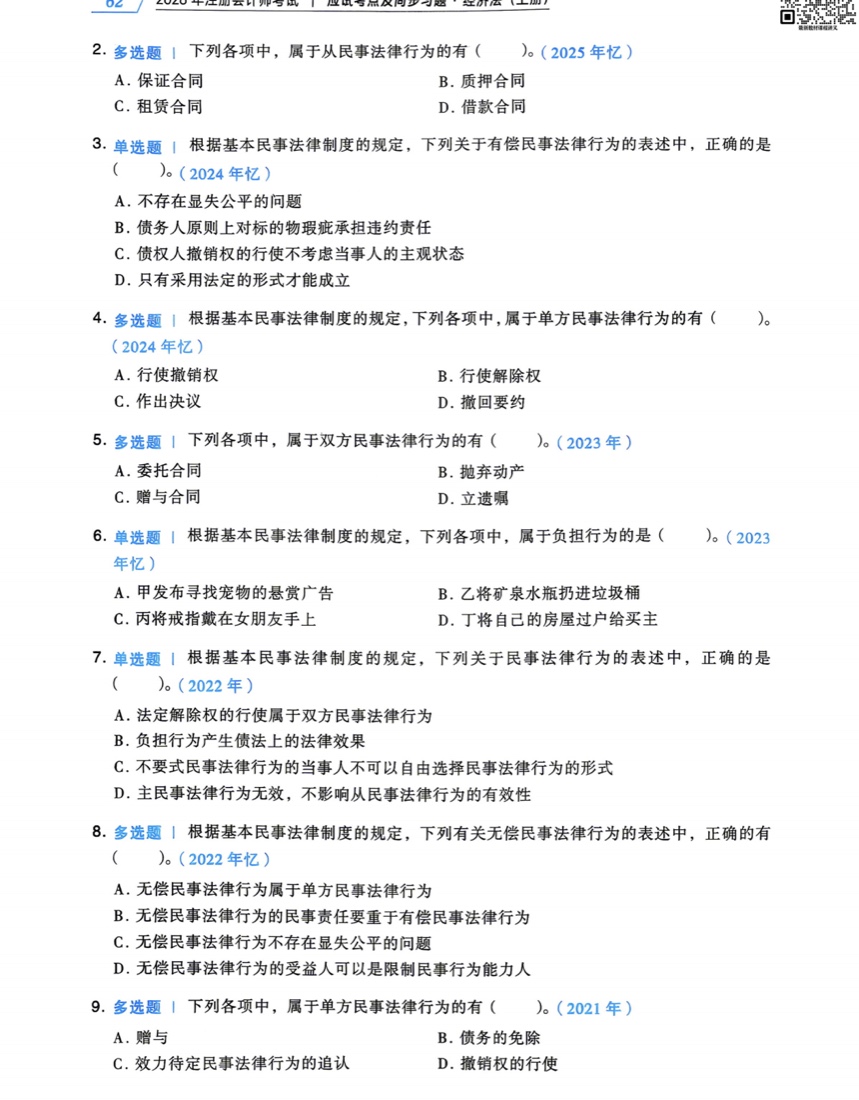 62 2026 年注册会计师考试 | 应试考点及同步习题·经济法（上册）
2. 多选题 | 下列各项中，属于从民事法律行为的有（　　）。（2025 年忆）
A. 保证合同　B. 质押合同
C. 租赁合同　D. 借款合同
3. 单选题 | 根据基本民事法律制度的规定，下列关于有偿民事法律行为的表述中，正确的是
（　　）。（2024 年忆）
A. 不存在显失公平的问题
B. 债务人原则上对标的物瑕疵承担违约责任
C. 债权人撤销权的行使不考虑当事人的主观状态
D. 只有采用法定的形式才能成立
4. 多选题 | 根据基本民事法律制度的规定，下列各项中，属于单方民事法律行为的有（　　）。
（2024 年忆）
A. 行使撤销权　B. 行使解除权
C. 作出决议　D. 撤回要约
5. 多选题 | 下列各项中，属于双方民事法律行为的有（　　）。（2023 年）
A. 委托合同　B. 抛弃动产
C. 赠与合同　D. 立遗嘱
6. 单选题 | 根据基本民事法律制度的规定，下列各项中，属于负担行为的是（　　）。（2023
年忆）
A. 甲发布寻找宠物的悬赏广告　B. 乙将矿泉水瓶扔进垃圾桶
C. 丙将戒指戴在女朋友手上　D. 丁将自己的房屋过户给买主
7. 单选题 | 根据基本民事法律制度的规定，下列关于民事法律行为的表述中，正确的是
（　　）。（2022 年）
A. 法定解除权的行使属于双方民事法律行为
B. 负担行为产生债法上的法律效果
C. 不要式民事法律行为的当事人不可以自由选择民事法律行为的形式
D. 主民事法律行为无效，不影响从民事法律行为的有效性
8. 多选题 | 根据基本民事法律制度的规定，下列有关无偿民事法律行为的表述中，正确的有
（　　）。（2022 年忆）
A. 无偿民事法律行为属于单方民事法律行为
B. 无偿民事法律行为的民事责任要重于有偿民事法律行为
C. 无偿民事法律行为不存在显失公平的问题
D. 无偿民事法律行为的受益人可以是限制民事行为能力人
9. 多选题 | 下列各项中，属于单方民事法律行为的有（　　）。（2021 年）
A. 赠与　B. 债务的免除
C. 效力待定民事法律行为的追认　D. 撤销权的行使